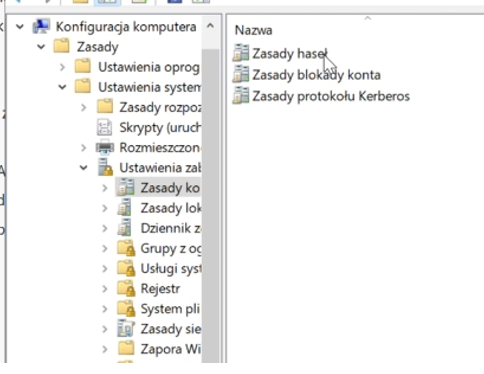 Konfiguracja komputera
Zasady
Ustawienia oprog
Ustawienia system
Zasady rozpoz
Skrypty (uruch
Rozmieszczon
Ustawienia zab
Zasady ko
Zasady lok
Dziennik z
Grupy z og
Usługi syst
Rejestr
System pli
Zasady sie
Zapora Wi
Nazwa
Zasady haseł
Zasady blokady konta
Zasady protokołu Kerberos